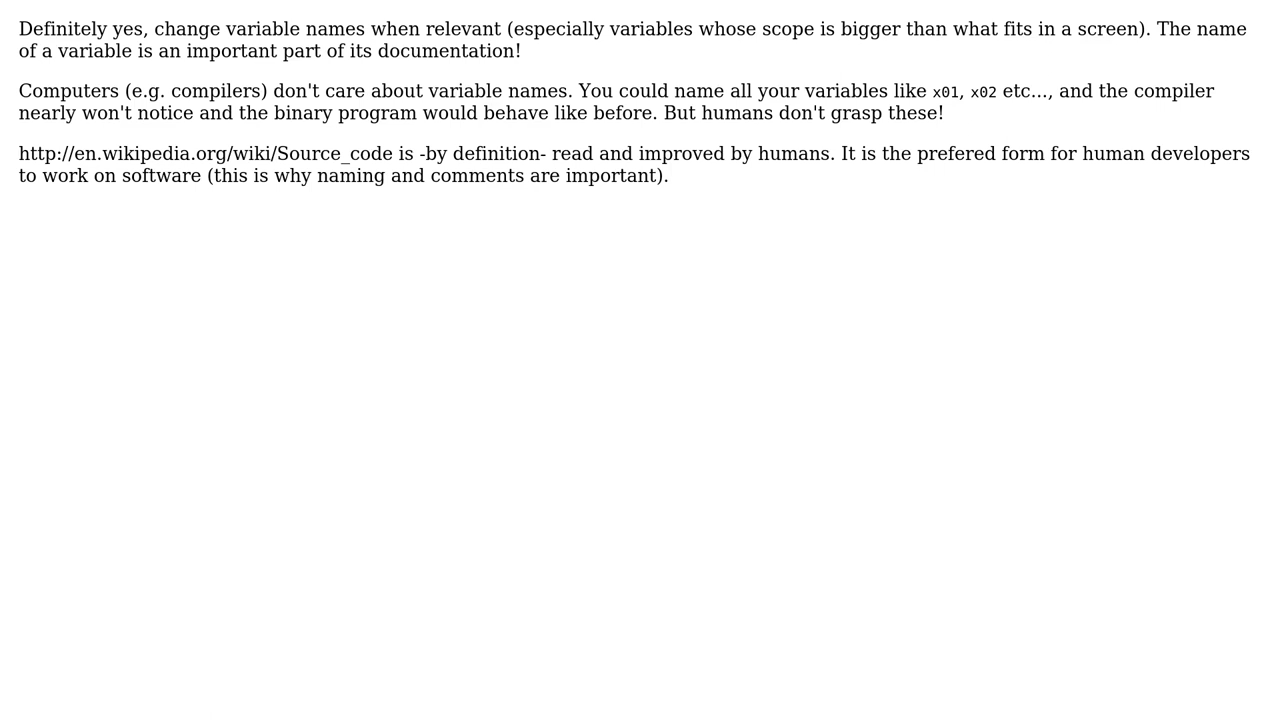 Definitely yes, change variable names when relevant (especially variables whose scope is bigger than what fits in a screen). The name
of a variable is an important part of its documentation!
Computers (e.g. compilers) don't care about variable names. You could name all your variables like x01, x02 etc..., and the compiler
nearly won't notice and the binary program would behave like before. But humans don't grasp these!
http://en.wikipedia.org/wiki/Source_code is -by definition- read and improved by humans. It is the prefered form for human developers
to work on software (this is why naming and comments are important).